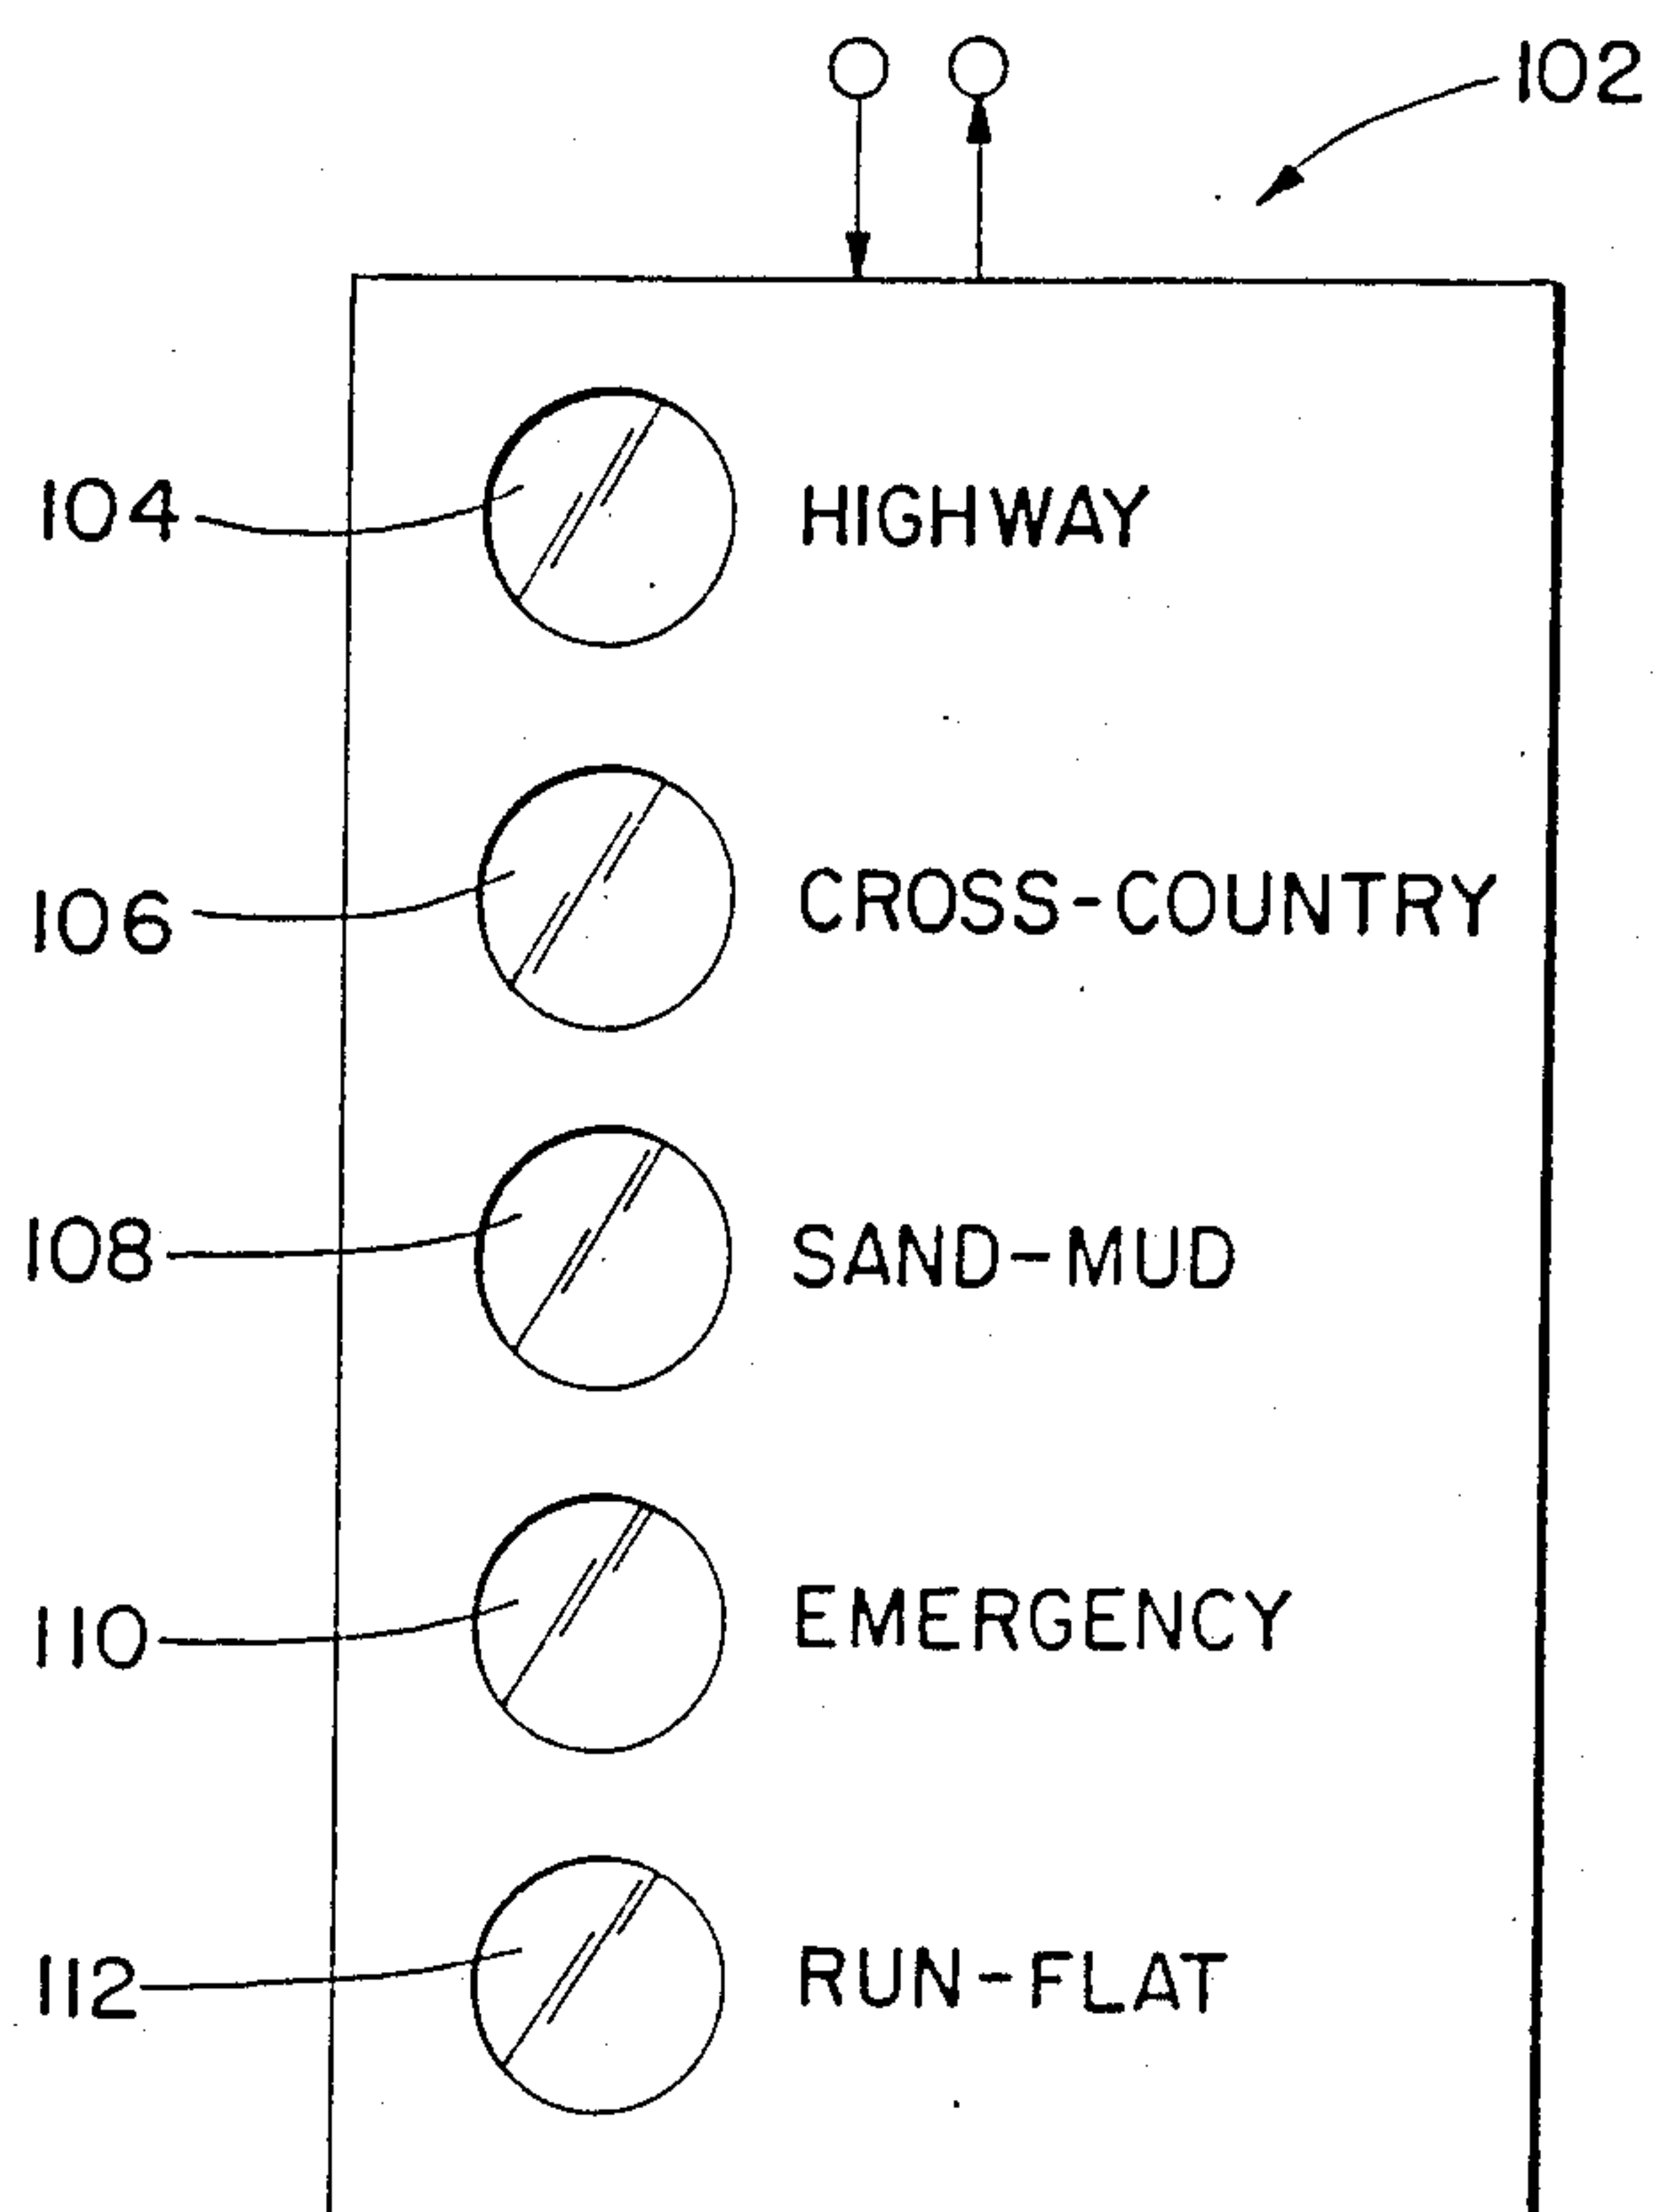 102
104 HIGHWAY
106 CROSS-COUNTRY
108 SAND-MUD
110 EMERGENCY
112 RUN-FLAT